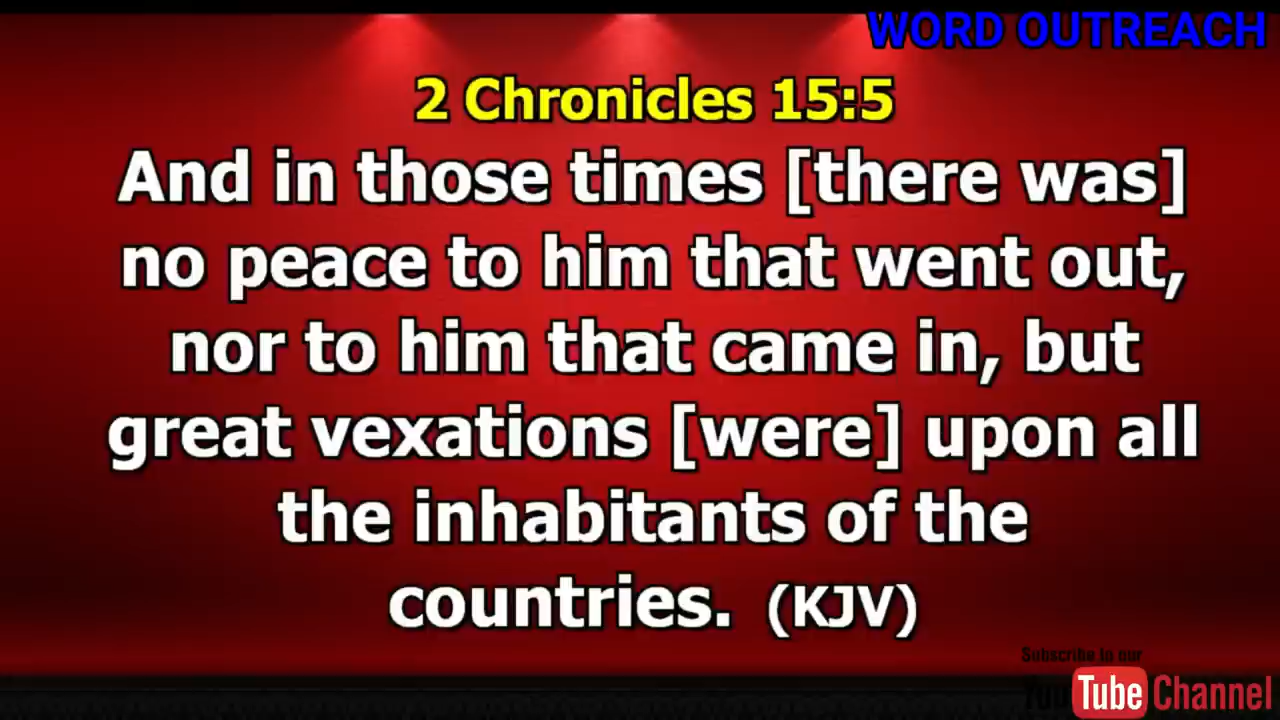 WORD OUTREACH
2 Chronicles 15:5
And in those times [there was]
no peace to him that went out,
nor to him that came in, but
great vexations [were] upon all
the inhabitants of the
countries. (KJV)
Subscribe to our
YouTube Channel